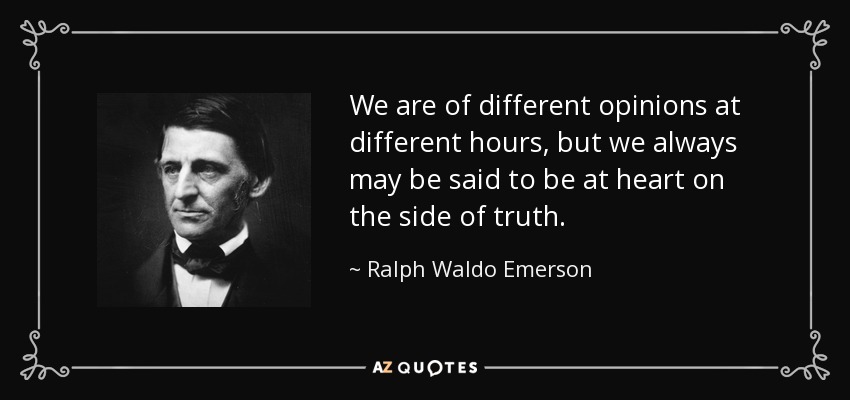 We are of different opinions at
different hours, but we always
may be said to be at heart on
the side of truth.
~ Ralph Waldo Emerson
AZ QUOTES